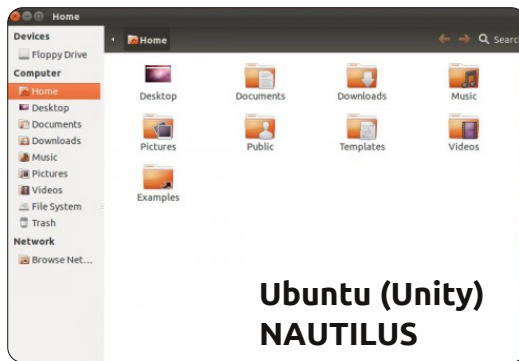 Home
Devices
Floppy Drive
Computer
Home
Desktop
Documents
Downloads
Music
Pictures
Videos
File System
Trash
Network
Browse Net...
Home
Search
Desktop
Documents
Downloads
Music
Pictures
Public
Templates
Videos
Examples
Ubuntu (Unity)
NAUTILUS